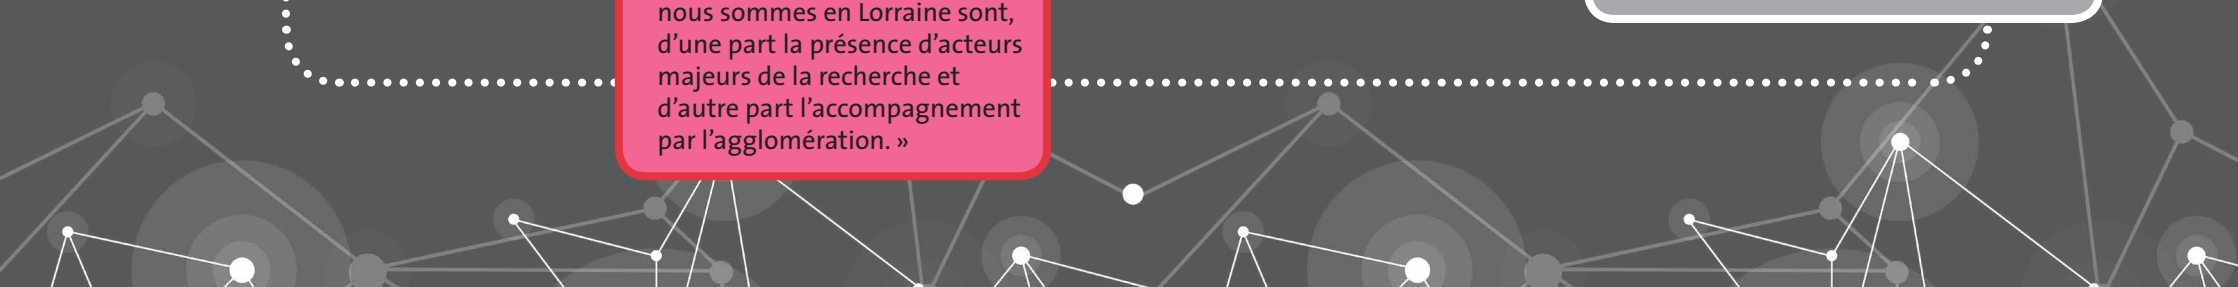 nous sommes en Lorraine sont,
d’une part la présence d’acteurs
majeurs de la recherche et
d’autre part l’accompagnement
par l’agglomération. »